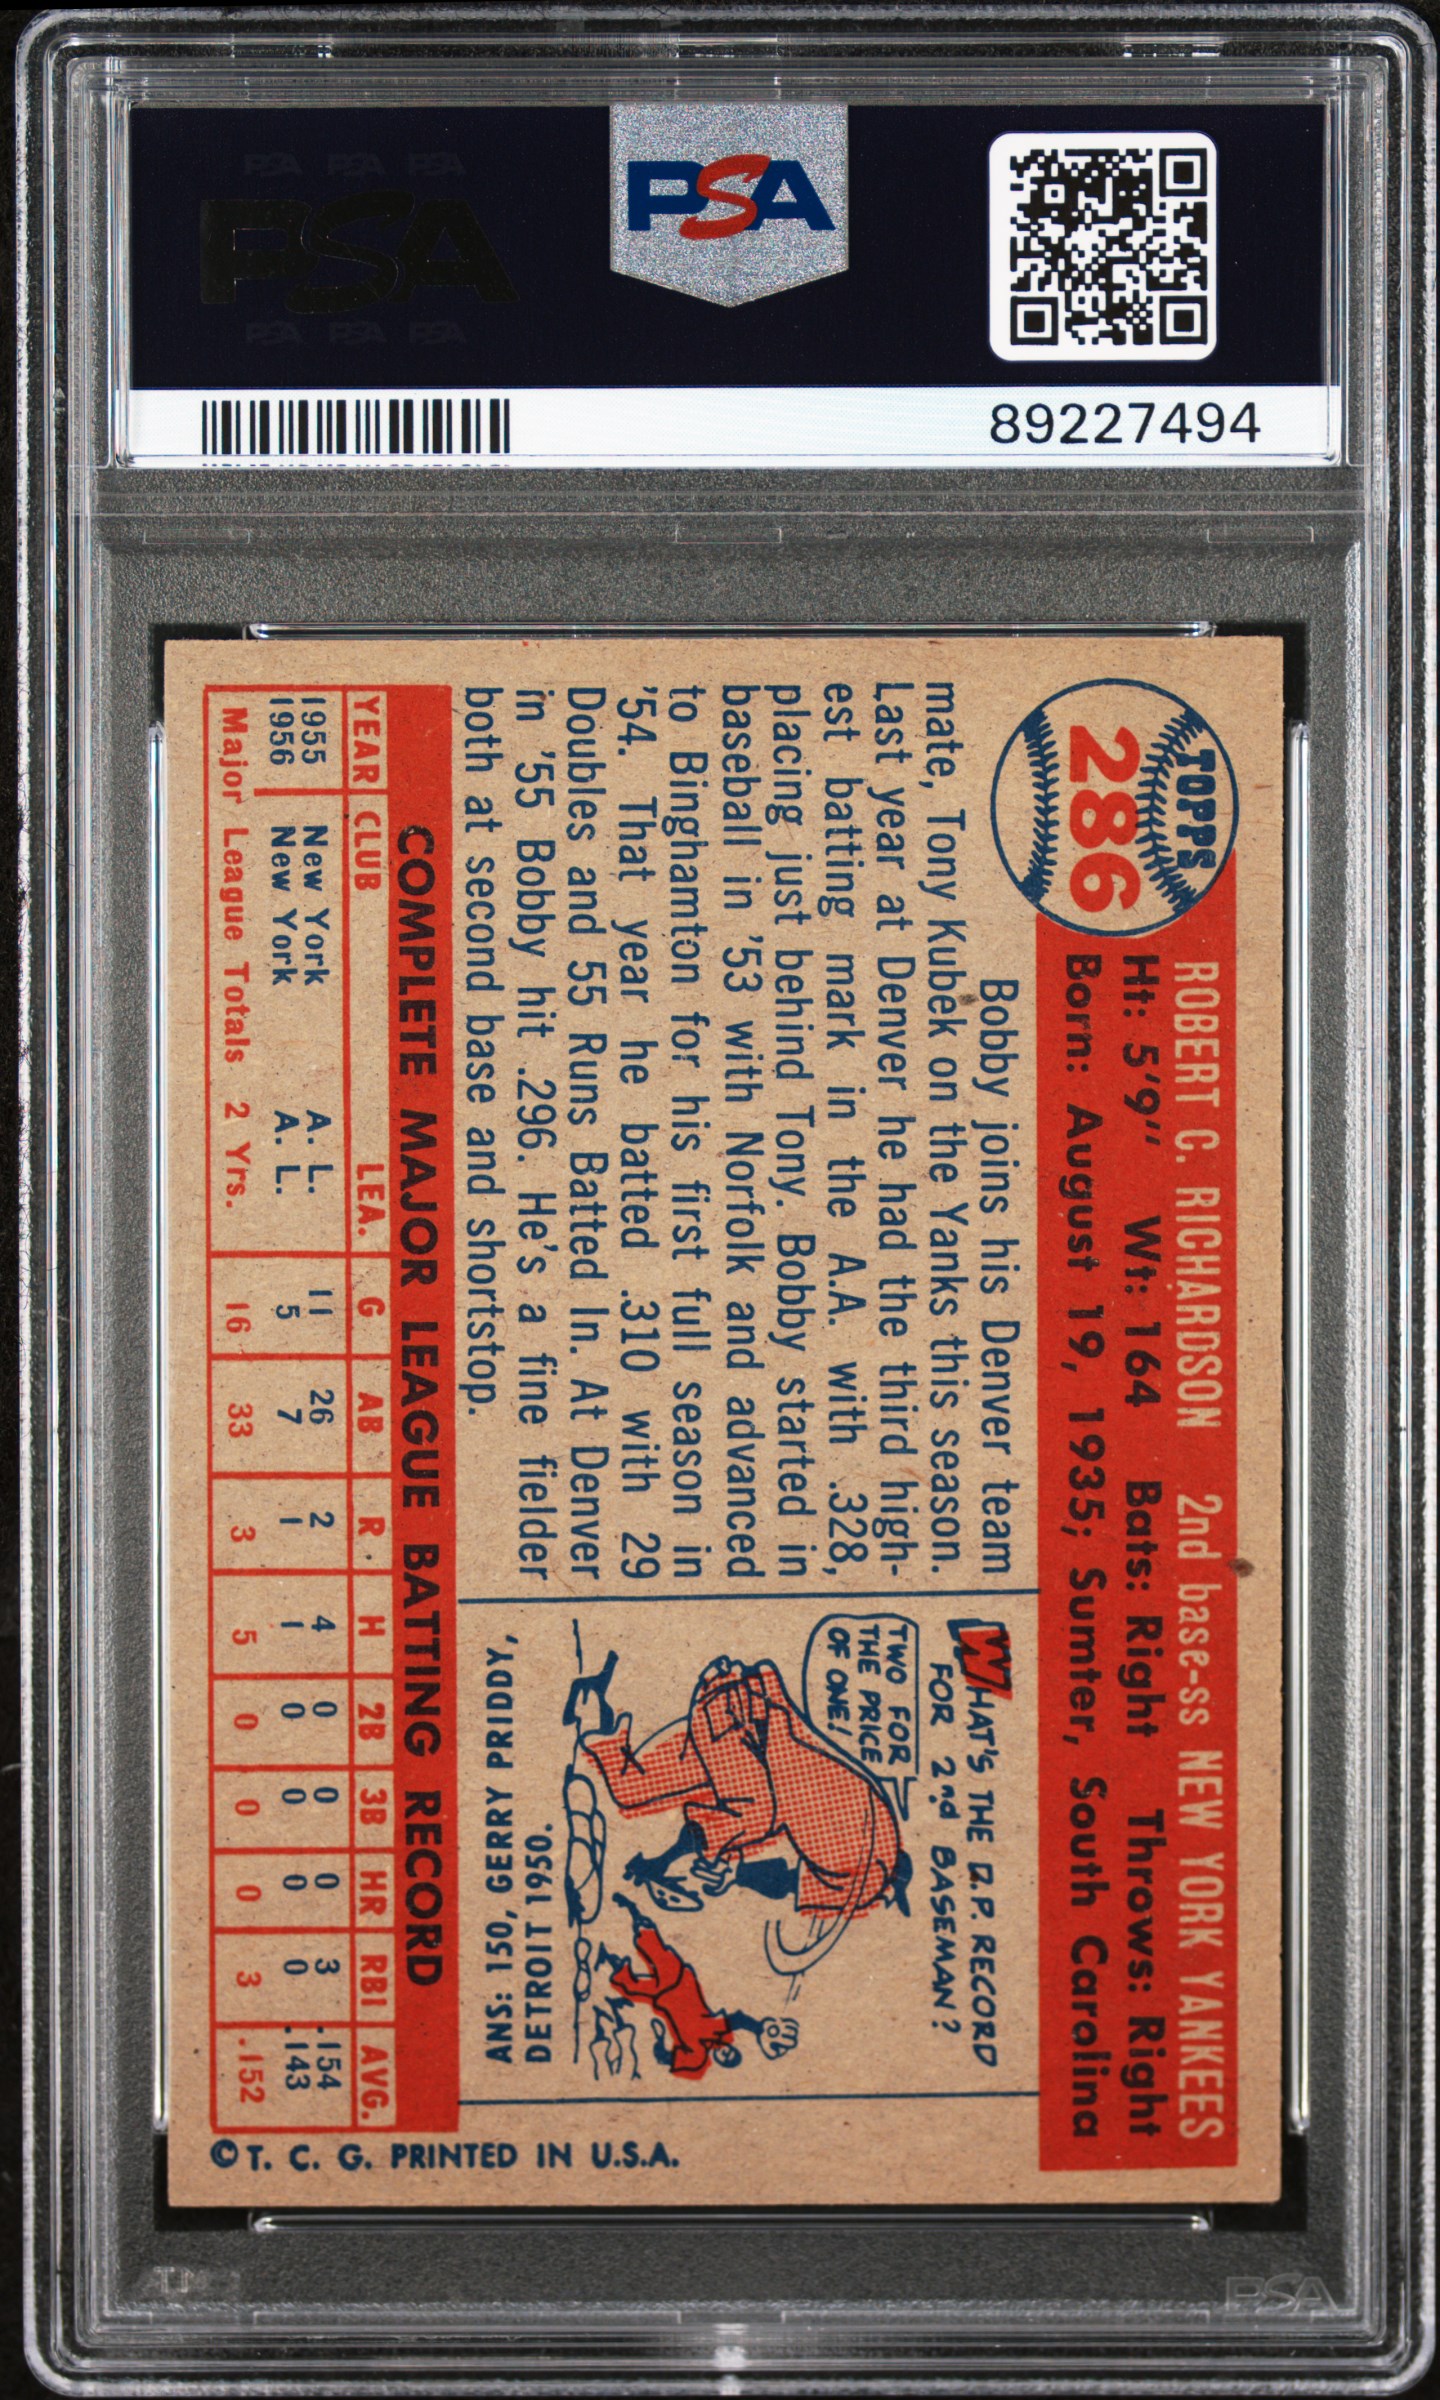 PSA PSA PSA
PSA
PSA PSA PSA
PSA
89227494
TOPPS
286
ROBERT C. RICHARDSON 2nd base-ss NEW YORK YANKEES
Ht: 5'9" Wt: 164 Bats: Right Throws: Right
Born: August 19, 1935; Sumter, South Carolina
Bobby joins his Denver team
mate, Tony Kubek on the Yanks this season.
Last year at Denver he had the third high-
est batting mark in the A.A. with .328,
placing just behind Tony. Bobby started in
baseball in '53 with Norfolk and advanced
to Binghamton for his first full season in
'54. That year he batted .310 with 29
Doubles and 55 Runs Batted In. At Denver
in '55 Bobby hit .296. He's a fine fielder
both at second base and shortstop.
WHAT'S THE D.P. RECORD
FOR 2nd BASEMAN?
TWO FOR
THE PRICE
OF ONE!
ANS: 150, GERRY PRIDDY,
DETROIT 1950.
COMPLETE MAJOR LEAGUE BATTING RECORD
YEAR CLUB LEA. G AB R. H 2B 3B HR RBI AVG.
1955 New York A. L. 11 26 2 4 0 0 0 3 .154
1956 New York A. L. 5 7 1 1 0 0 0 0 .143
Major League Totals 2 Yrs. 16 33 3 5 0 0 0 3 .152
© T. C. G. PRINTED IN U.S.A.
PSA